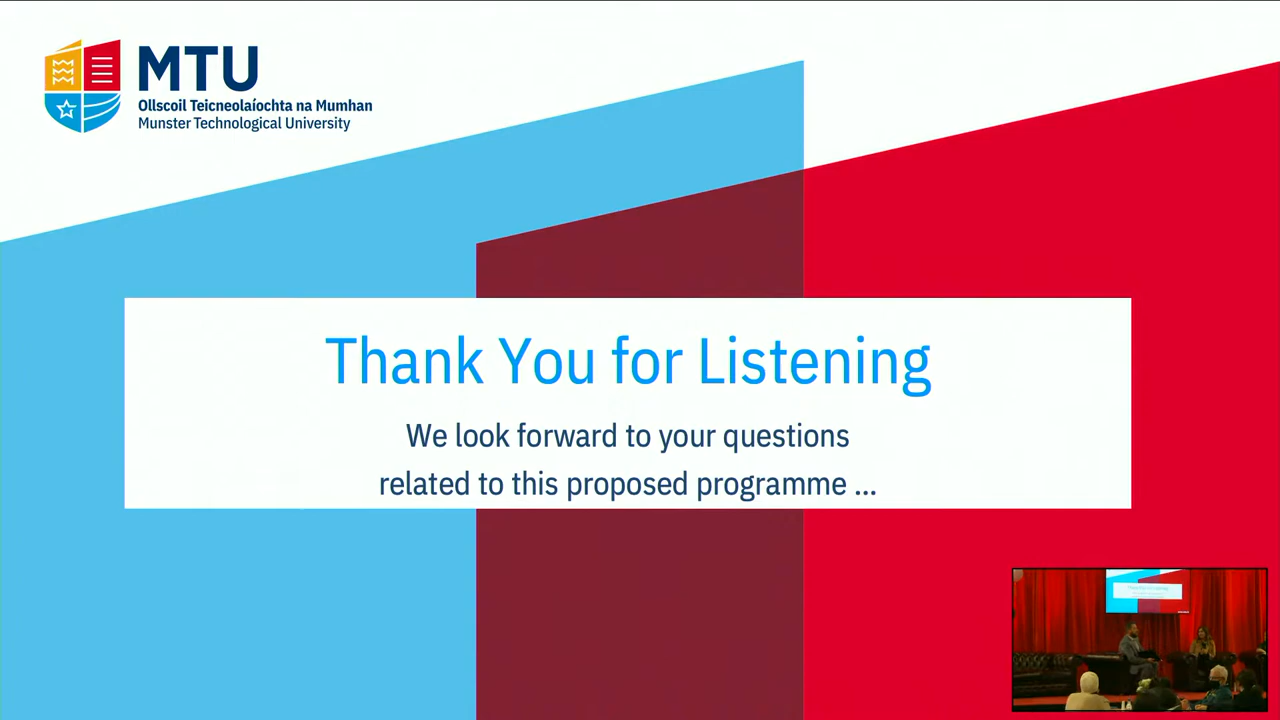 MTU
Ollscoil Teicneolaíochta na Mumhan
Munster Technological University
Thank You for Listening
We look forward to your questions
related to this proposed programme ...